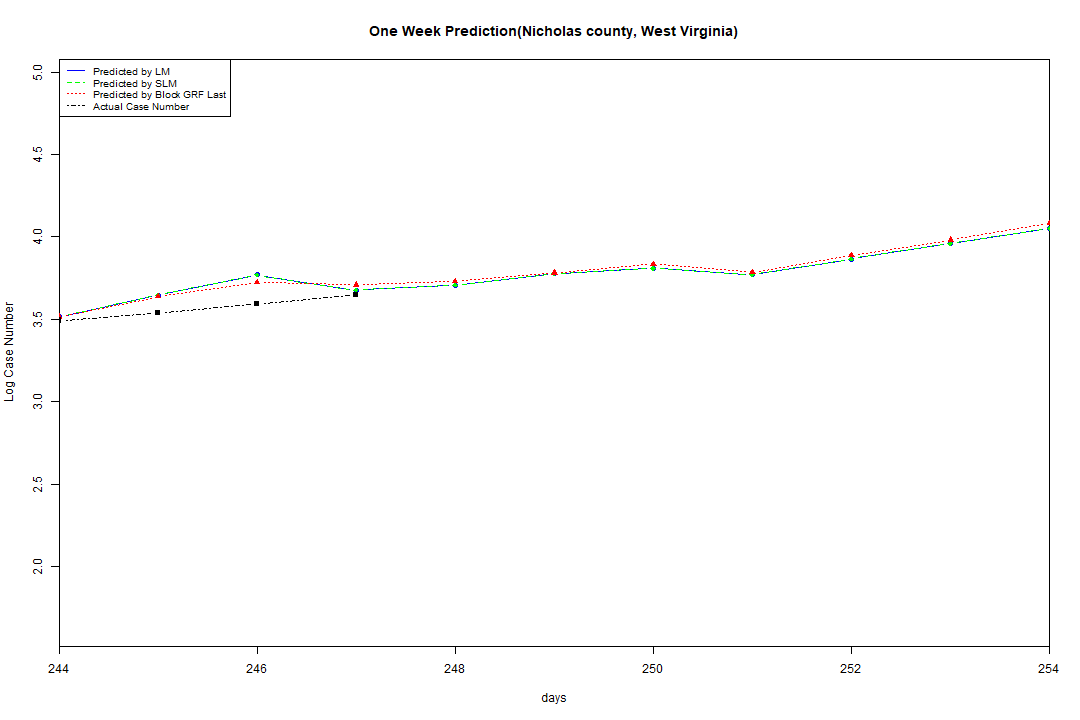 One Week Prediction(Nicholas county, West Virginia)
Predicted by LM
Predicted by SLM
Predicted by Block GRF Last
Actual Case Number
5.0
4.5
4.0
3.5
3.0
2.5
2.0
Log Case Number
244 246 248 250 252 254
days